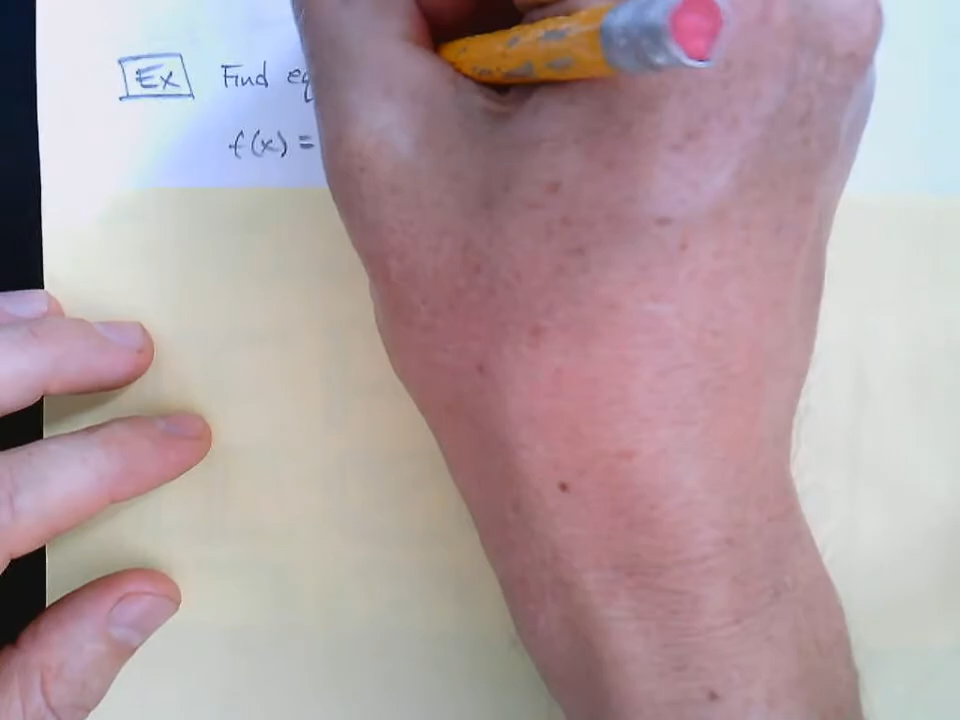 Ex Find eq
f(x) =